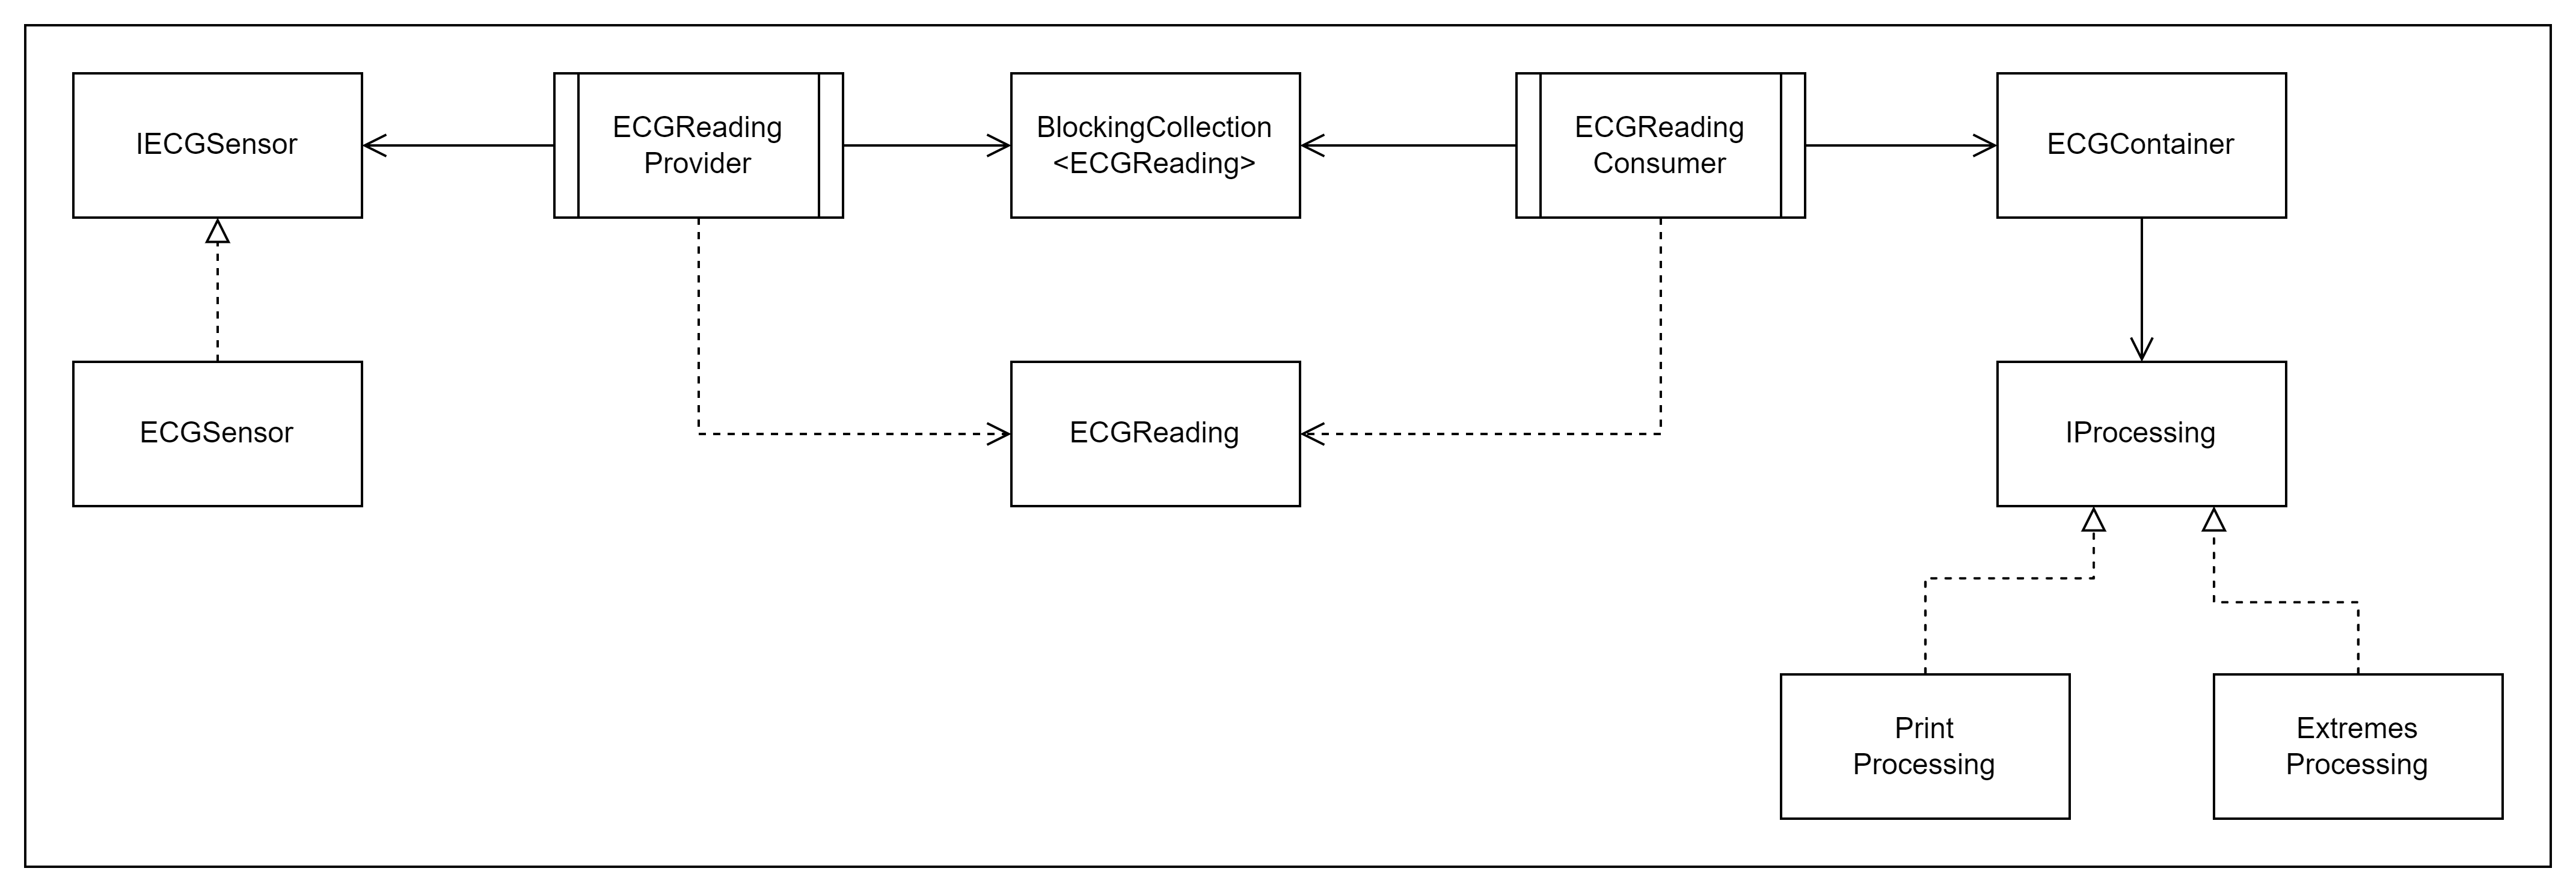 IECGSensor
ECGReading
Provider
BlockingCollection
<ECGReading>
ECGReading
Consumer
ECGContainer
ECGSensor
ECGReading
IProcessing
Print
Processing
Extremes
Processing